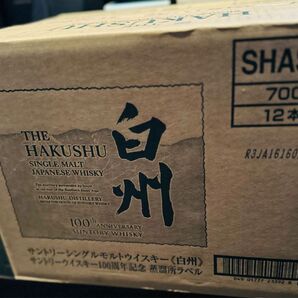 HAKUSHU
SHAS
THE
HAKUSHU
SINGLE MALT
JAPANESE WHISKY
白州
HAKUSHU DISTILLERY
100th ANNIVERSARY
SUNTORY WHISKY
700
12本
R3JA16160
サントリーシングルモルトウイスキー《白州》
サントリーウイスキー100周年記念 蒸溜所ラベル